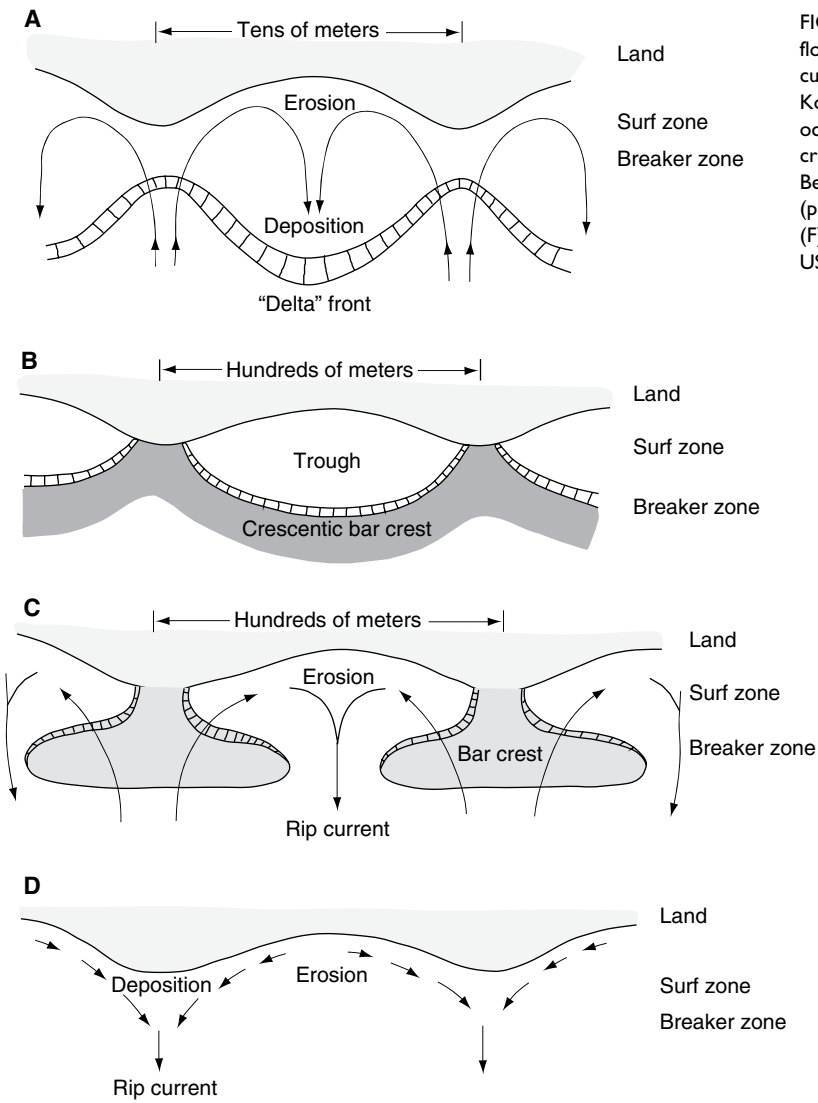 A
Tens of meters
Land
Erosion
Surf zone
Breaker zone
Deposition
“Delta” front
B
Hundreds of meters
Land
Surf zone
Trough
Breaker zone
Crescentic bar crest
C
Hundreds of meters
Land
Erosion
Surf zone
Bar crest
Breaker zone
Rip current
D
Land
Deposition
Erosion
Surf zone
Breaker zone
Rip current
(F)